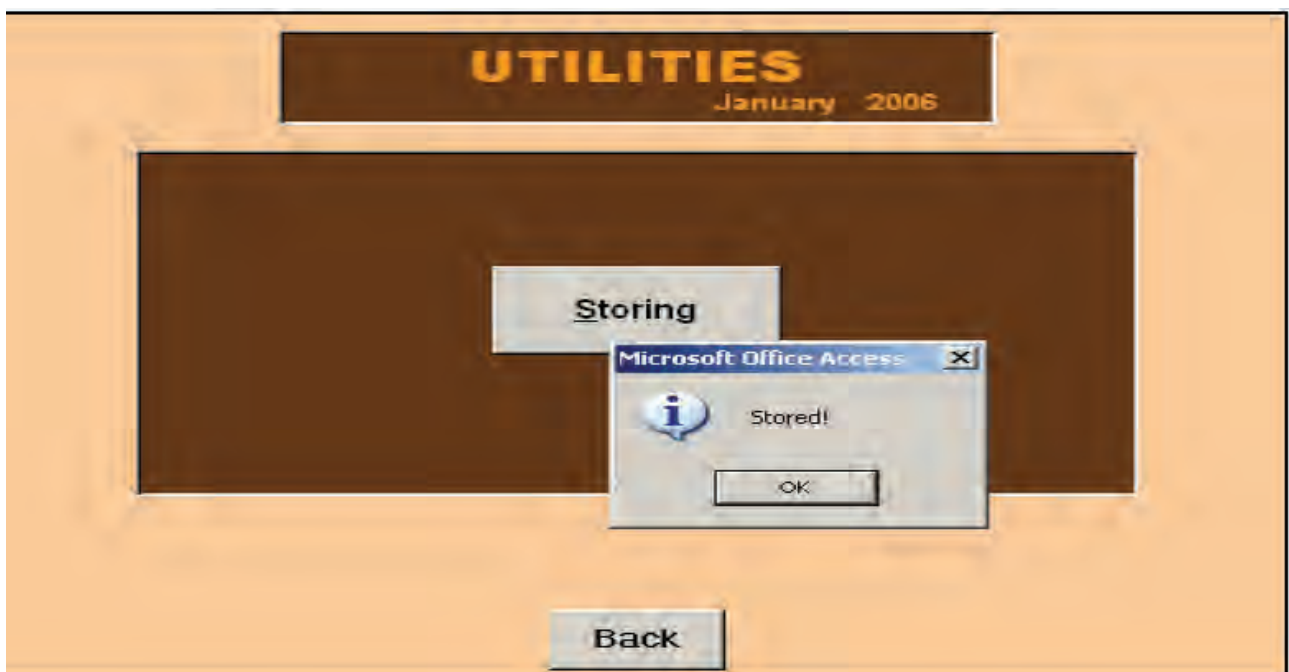 UTILITIES
January 2006
Storing
Microsoft Office Access
Stored!
OK
Back